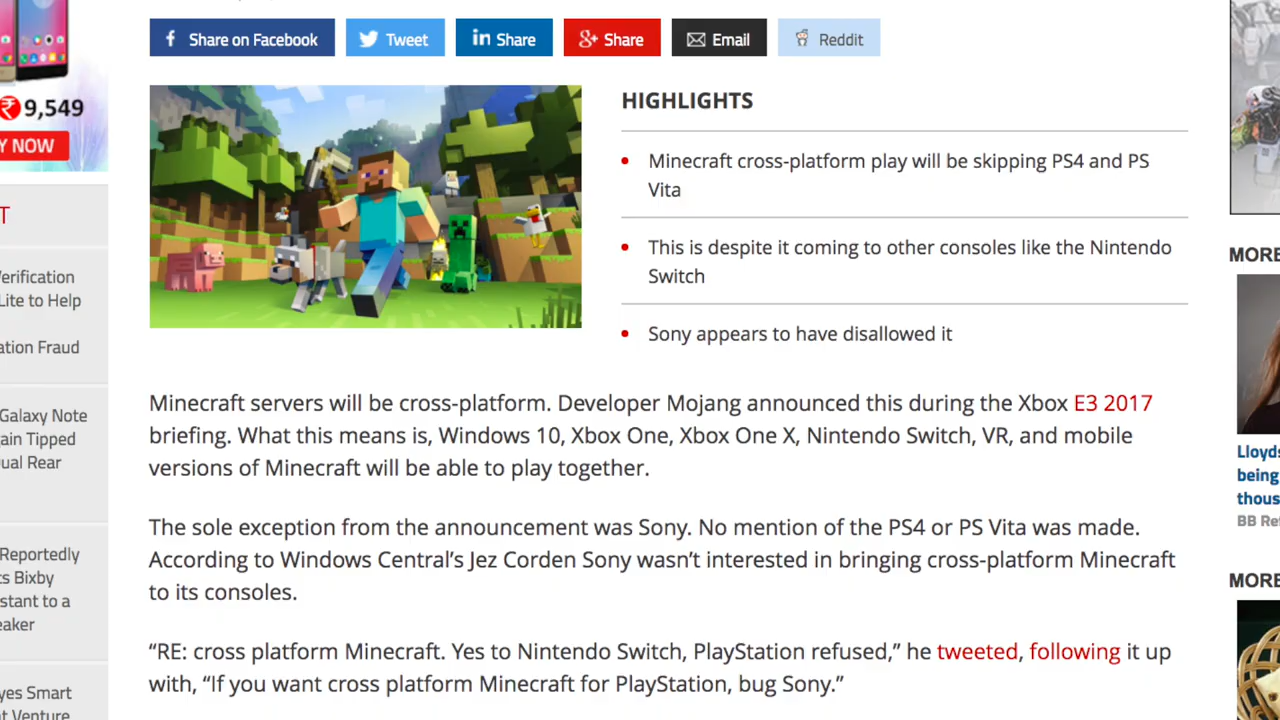 Share on Facebook
Tweet
in Share
8+ Share
Email
Reddit
₹ 9,549
NOW
HIGHLIGHTS
Minecraft cross-platform play will be skipping PS4 and PS
Vita
This is despite it coming to other consoles like the Nintendo
Switch
Sony appears to have disallowed it
Minecraft servers will be cross-platform. Developer Mojang announced this during the Xbox E3 2017
briefing. What this means is, Windows 10, Xbox One, Xbox One X, Nintendo Switch, VR, and mobile
versions of Minecraft will be able to play together.
The sole exception from the announcement was Sony. No mention of the PS4 or PS Vita was made.
According to Windows Central’s Jez Corden Sony wasn’t interested in bringing cross-platform Minecraft
to its consoles.
“RE: cross platform Minecraft. Yes to Nintendo Switch, PlayStation refused,” he tweeted, following it up
with, “If you want cross platform Minecraft for PlayStation, bug Sony.”
Lite to Help
Fraud
Galaxy Note
Tipped
Rear
Reportedly
Bixby
to a
Smart
Venture
MORE
Lloyds
being
thous
BB Re
MORE